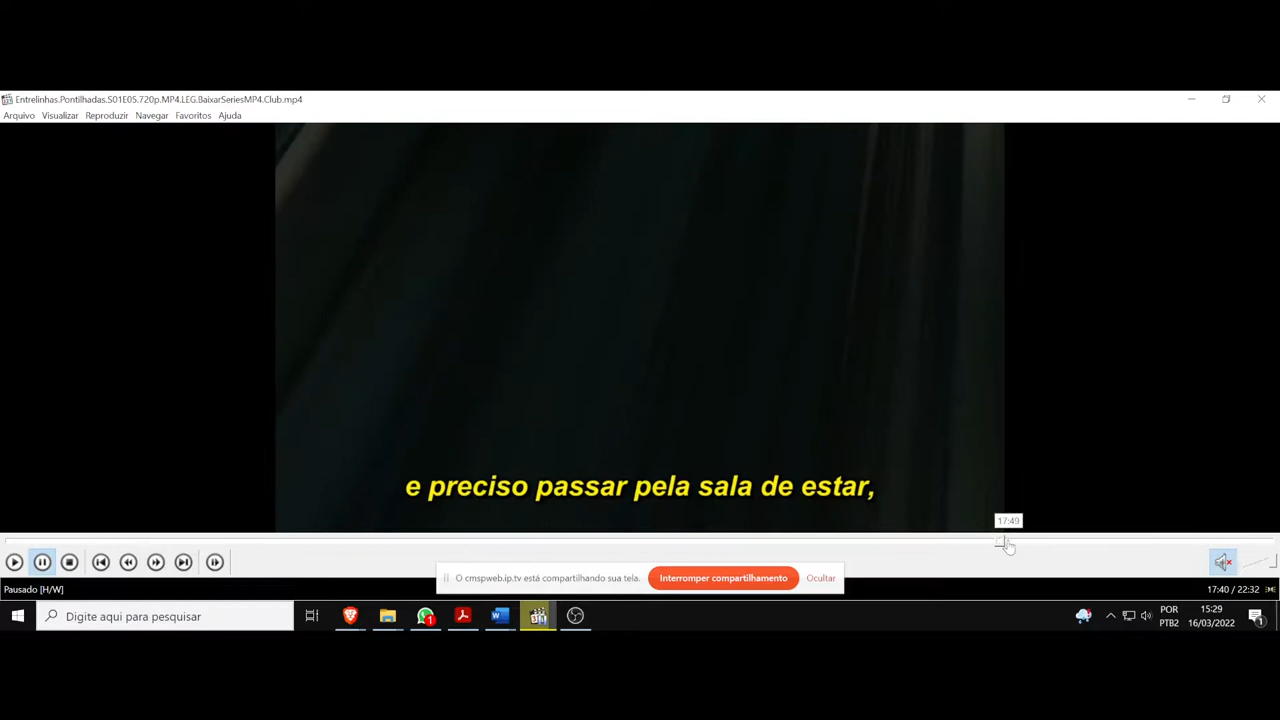 Entrelinhas.Pontilhadas.S01E05.720p.MP4.LEG.BaixarSeriesMP4.Club.mp4
Arquivo Visualizar Reproduzir Navegar Favoritos Ajuda
e preciso passar pela sala de estar,
17:49
O cmspweb.ip.tv está compartilhando sua tela. Interromper compartilhamento Ocultar
Pausado [H/W] 17:40 / 22:32
Digite aqui para pesquisar 1 POR 15:29
PTB2 16/03/2022 1